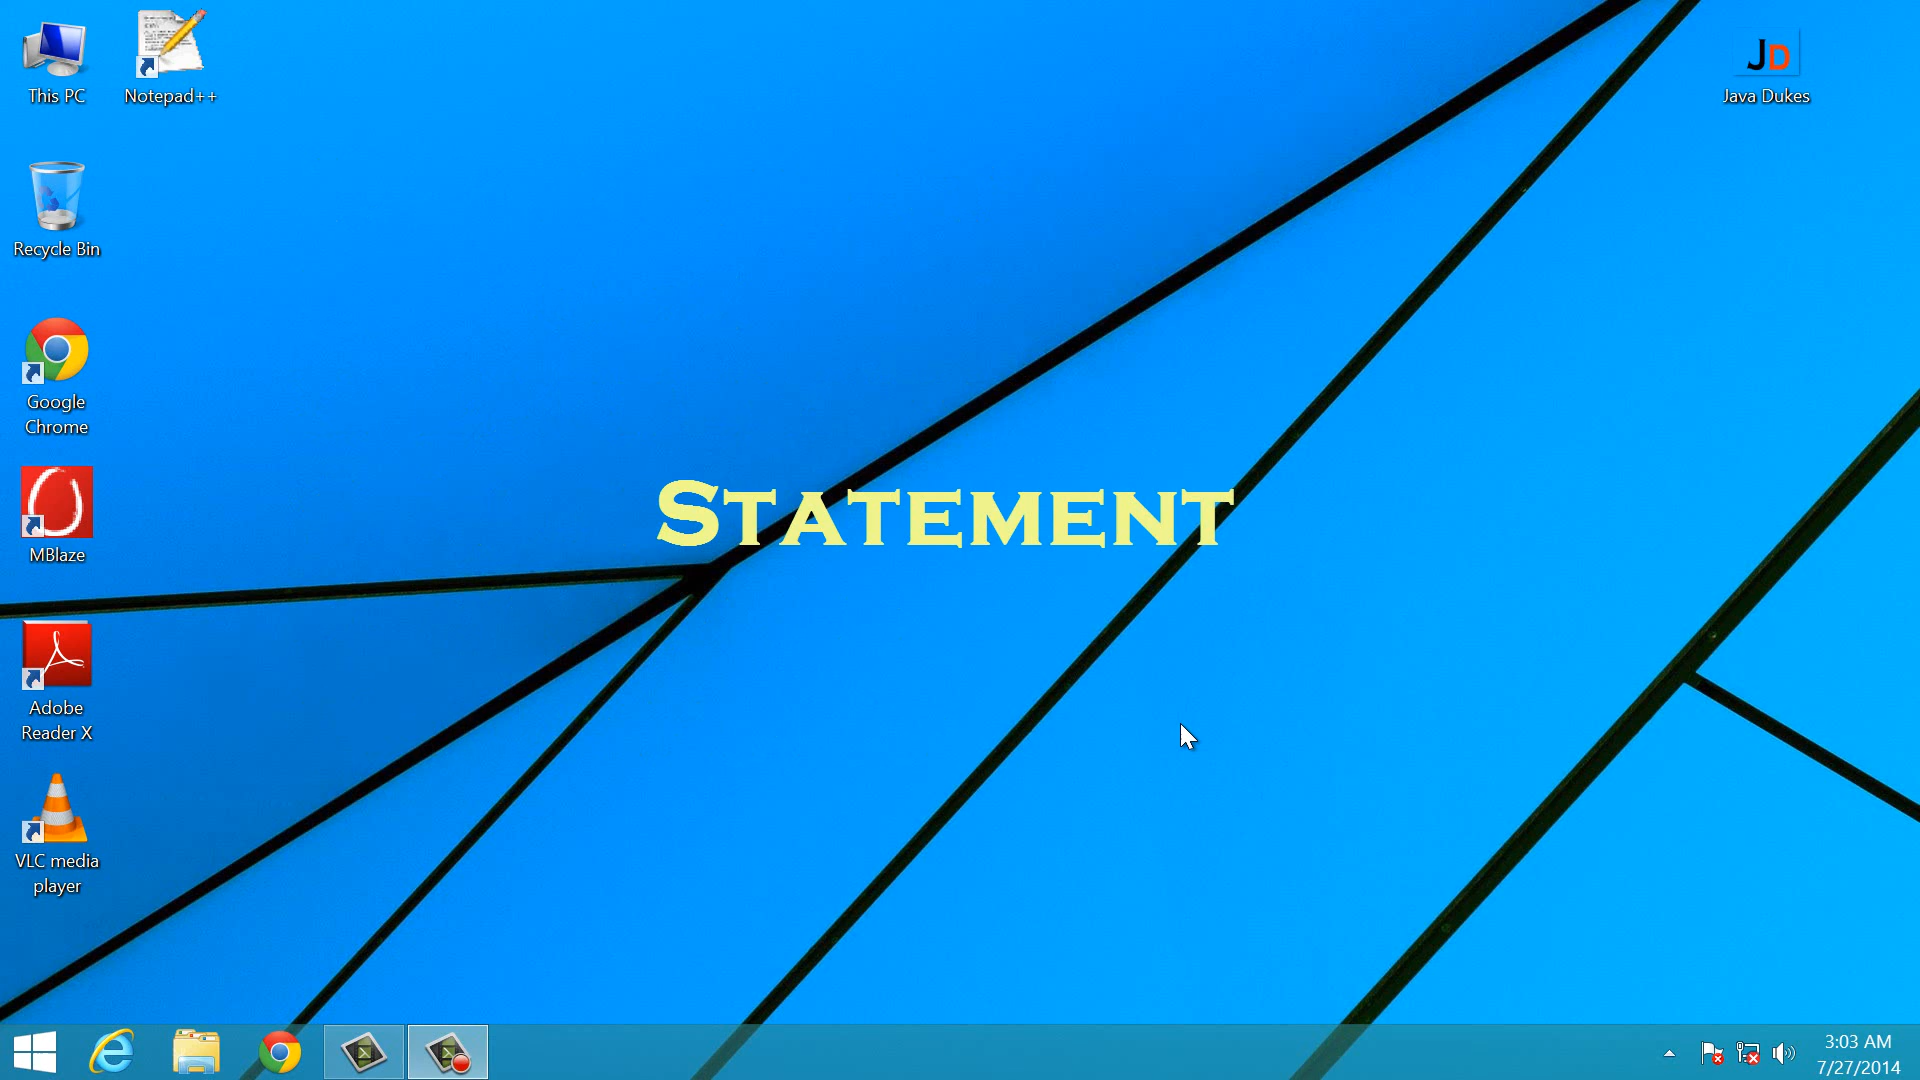 This PC
Notepad++
JD
Java Dukes
Recycle Bin
Google
Chrome
MBlaze
Statement
Adobe
Reader X
VLC media
player
3:03 AM
7/27/2014